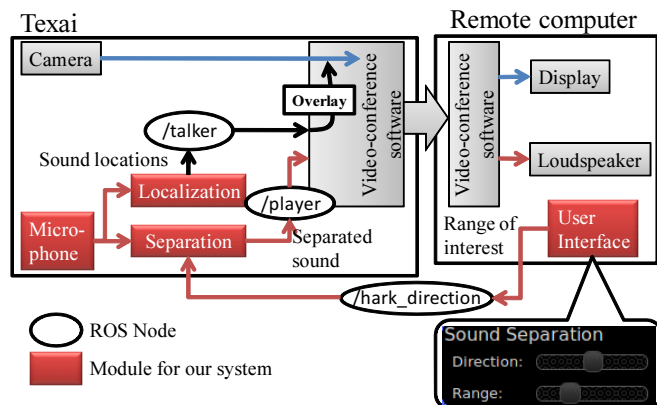 Texai
Remote computer
Camera
Overlay
Video-conference
software
/talker
Sound locations
Localization
/player
Micro-
phone
Separation
Separated
sound
Video-conference
software
Display
Loudspeaker
Range of
interest
User
Interface
/hark_direction
ROS Node
Module for our system
Sound Separation
Direction:
Range: